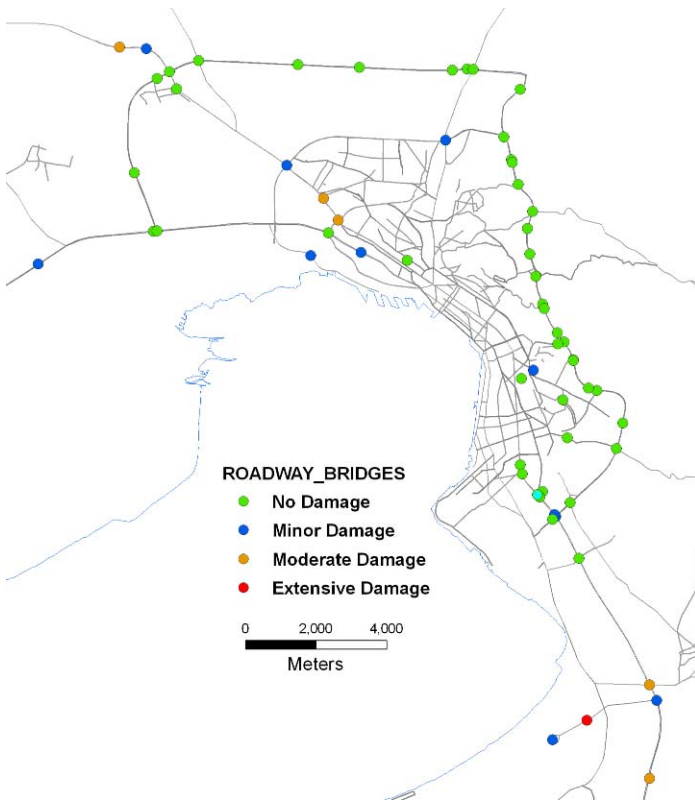 ROADWAY_BRIDGES
No Damage
Minor Damage
Moderate Damage
Extensive Damage
0 2,000 4,000
Meters